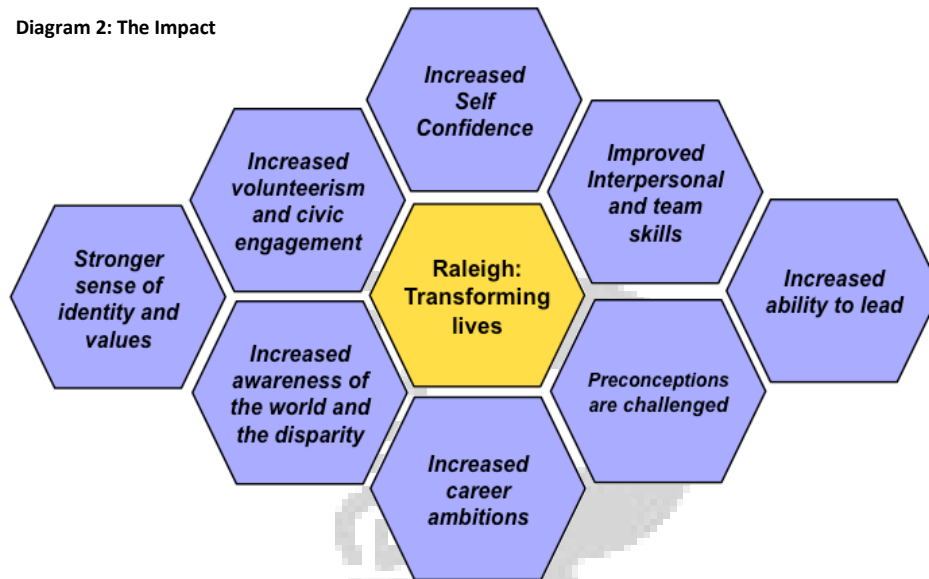 Diagram 2: The Impact
Increased
Self
Confidence
Increased
volunteerism
and civic
engagement
Improved
Interpersonal
and team
skills
Stronger
sense of
identity and
values
Raleigh:
Transforming
lives
Increased
ability to lead
Increased
awareness of
the world and
the disparity
Preconceptions
are challenged
Increased
career
ambitions